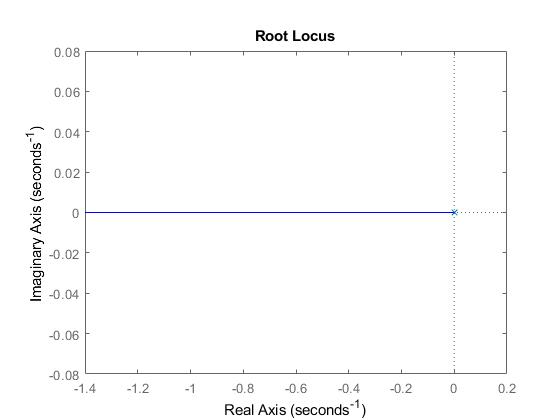 Root Locus
Imaginary Axis (seconds⁻¹)
0.08
0.06
0.04
0.02
0
-0.02
-0.04
-0.06
-0.08
-1.4 -1.2 -1 -0.8 -0.6 -0.4 -0.2 0 0.2
Real Axis (seconds⁻¹)